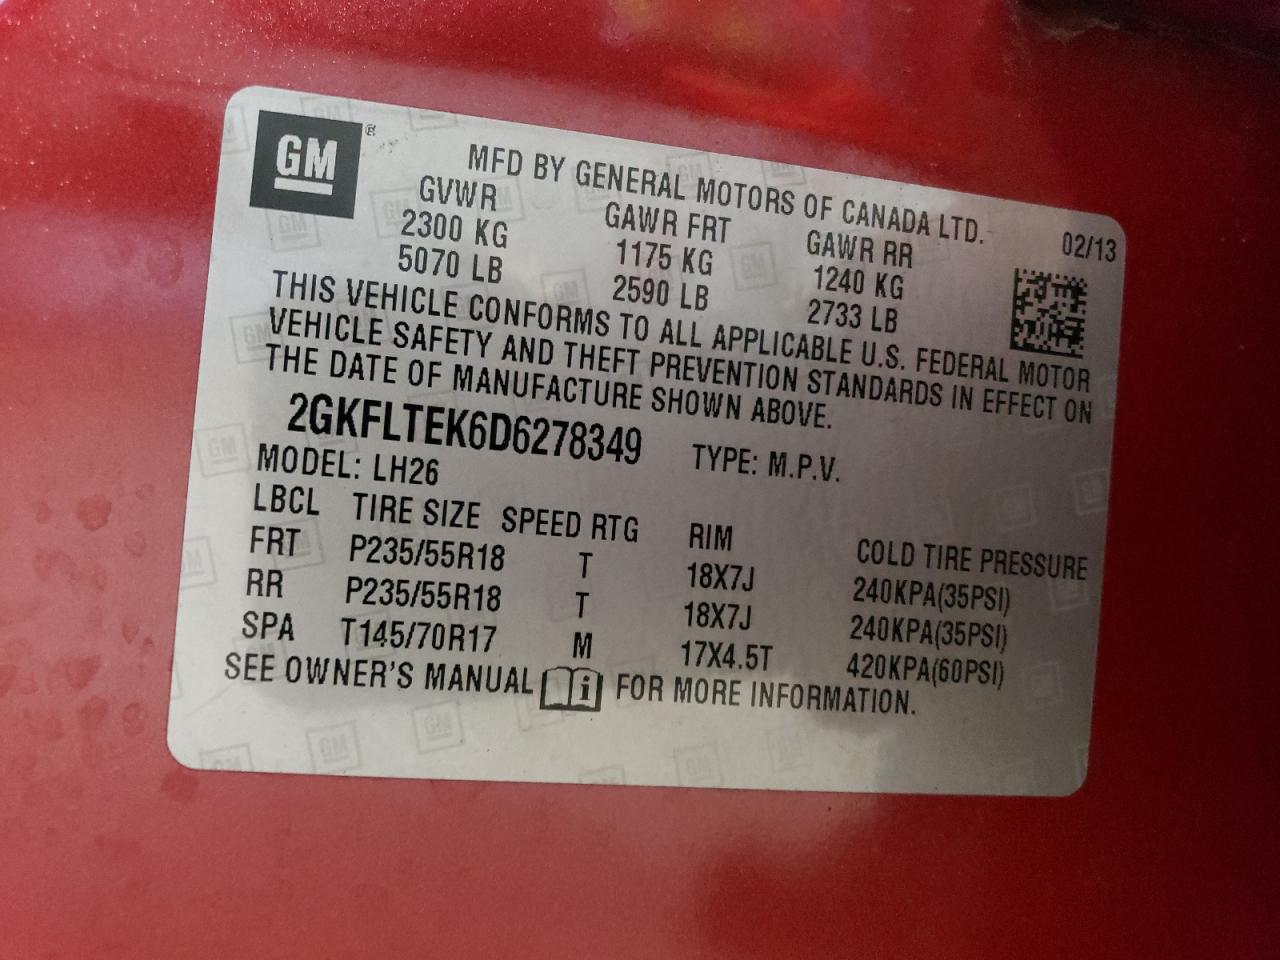 GM ®
MFD BY GENERAL MOTORS OF CANADA LTD.
GVWR GAWR FRT GAWR RR 02/13
2300 KG 1175 KG 1240 KG
5070 LB 2590 LB 2733 LB
THIS VEHICLE CONFORMS TO ALL APPLICABLE U.S. FEDERAL MOTOR
VEHICLE SAFETY AND THEFT PREVENTION STANDARDS IN EFFECT ON
THE DATE OF MANUFACTURE SHOWN ABOVE.
2GKFLTEK6D6278349 TYPE: M.P.V.
MODEL: LH26
LBCL TIRE SIZE SPEED RTG RIM COLD TIRE PRESSURE
FRT P235/55R18 T 18X7J 240KPA(35PSI)
RR P235/55R18 T 18X7J 240KPA(35PSI)
SPA T145/70R17 M 17X4.5T 420KPA(60PSI)
SEE OWNER'S MANUAL i FOR MORE INFORMATION.